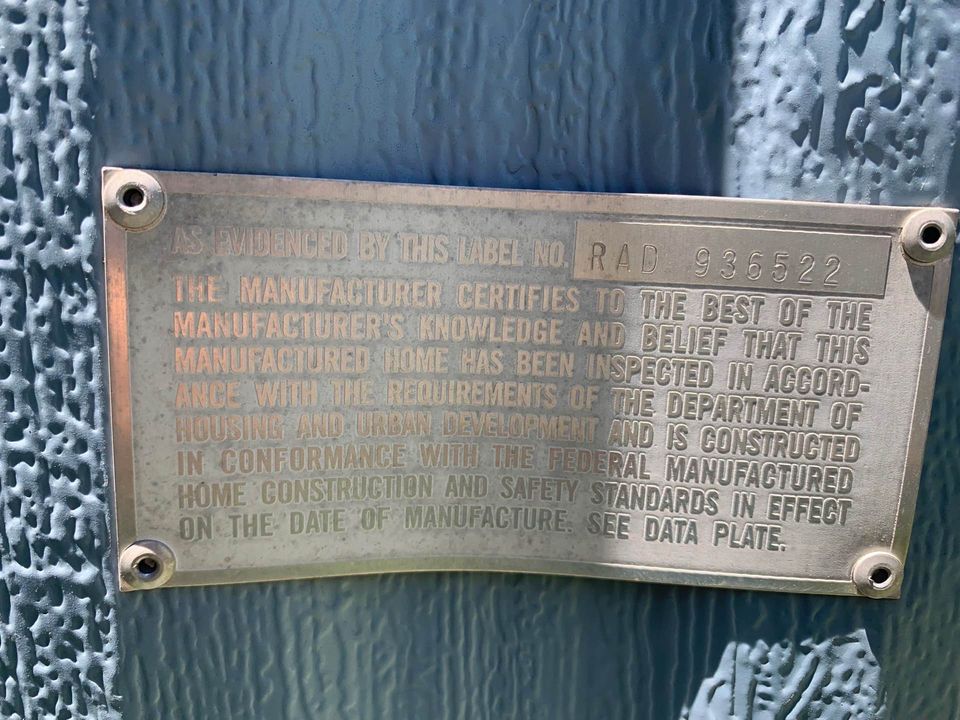 AS EVIDENCED BY THIS LABEL NO. RAD 936522
THE MANUFACTURER CERTIFIES TO THE BEST OF THE
MANUFACTURER'S KNOWLEDGE AND BELIEF THAT THIS
MANUFACTURED HOME HAS BEEN INSPECTED IN ACCORD-
ANCE WITH THE REQUIREMENTS OF THE DEPARTMENT OF
HOUSING AND URBAN DEVELOPMENT AND IS CONSTRUCTED
IN CONFORMANCE WITH THE FEDERAL MANUFACTURED
HOME CONSTRUCTION AND SAFETY STANDARDS IN EFFECT
ON THE DATE OF MANUFACTURE. SEE DATA PLATE.